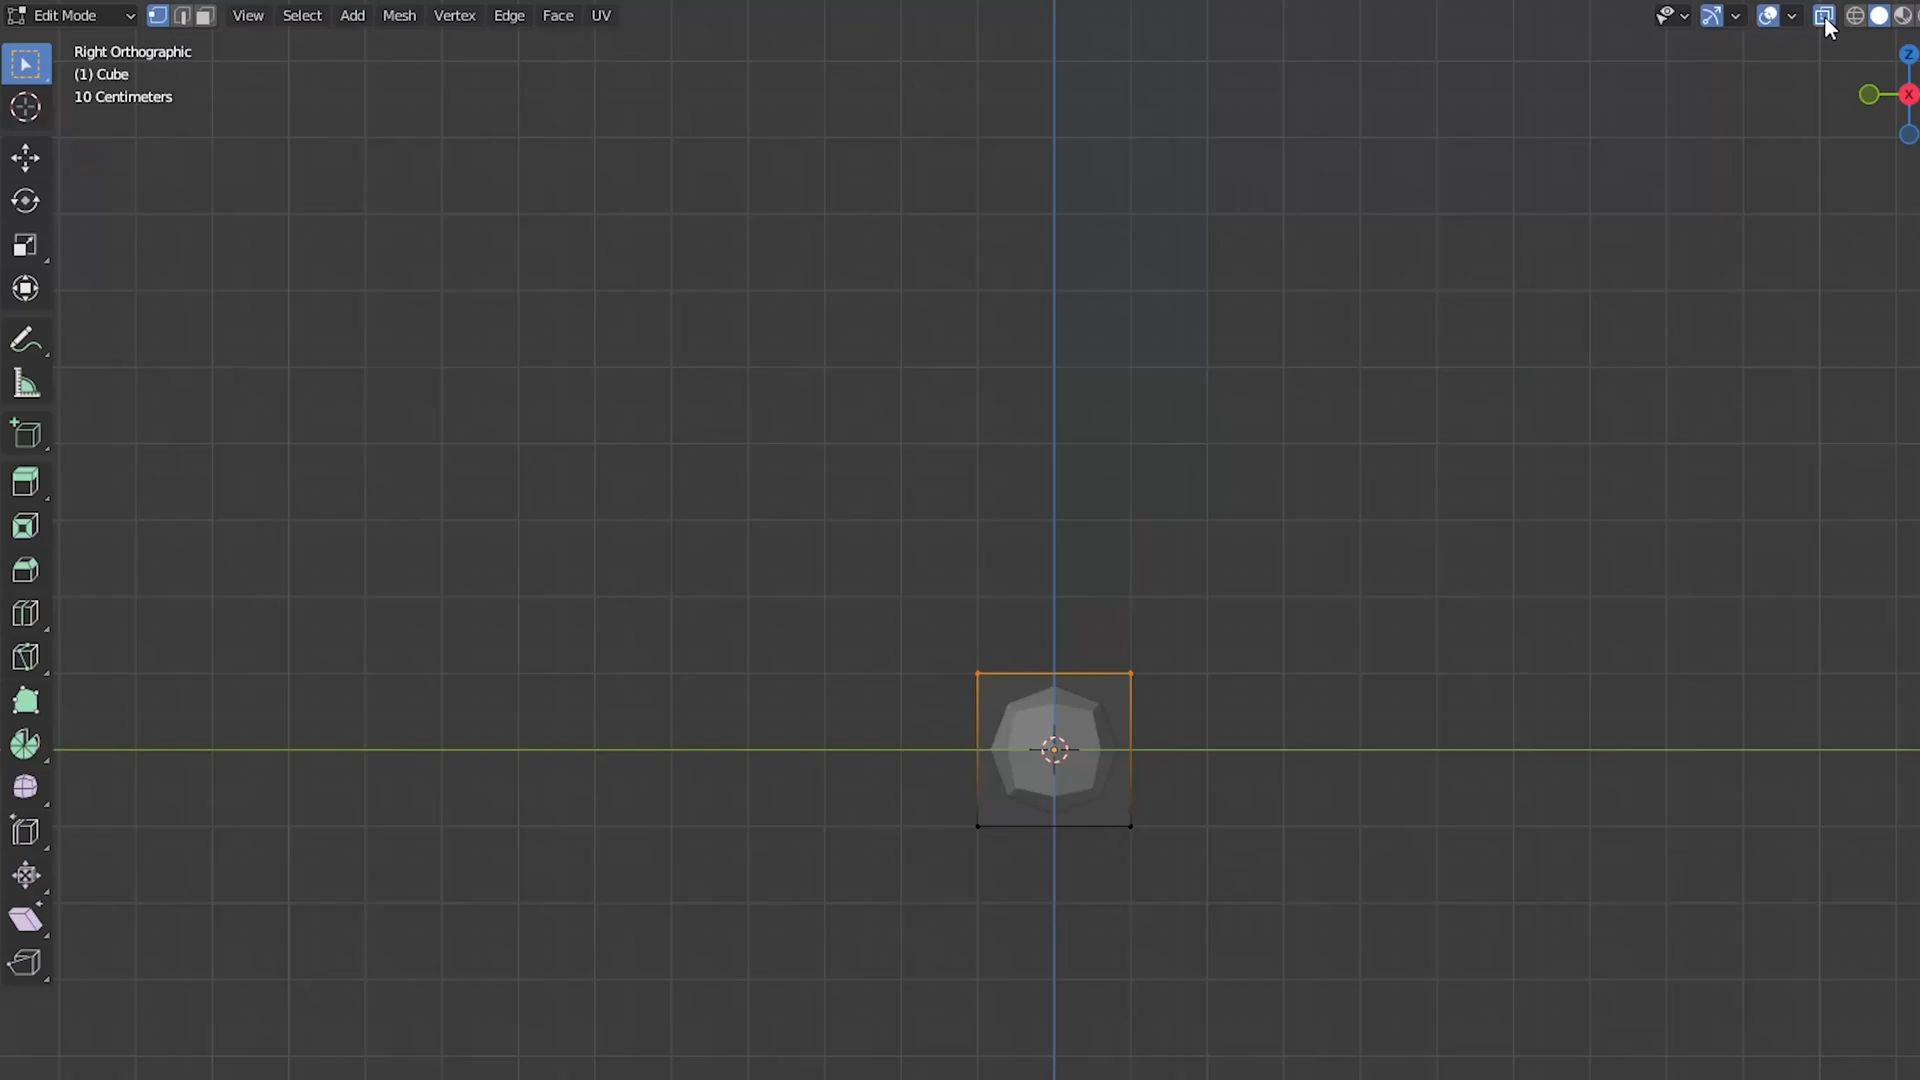 Edit Mode View Select Add Mesh Vertex Edge Face UV
Right Orthographic
(1) Cube
10 Centimeters
Z
X